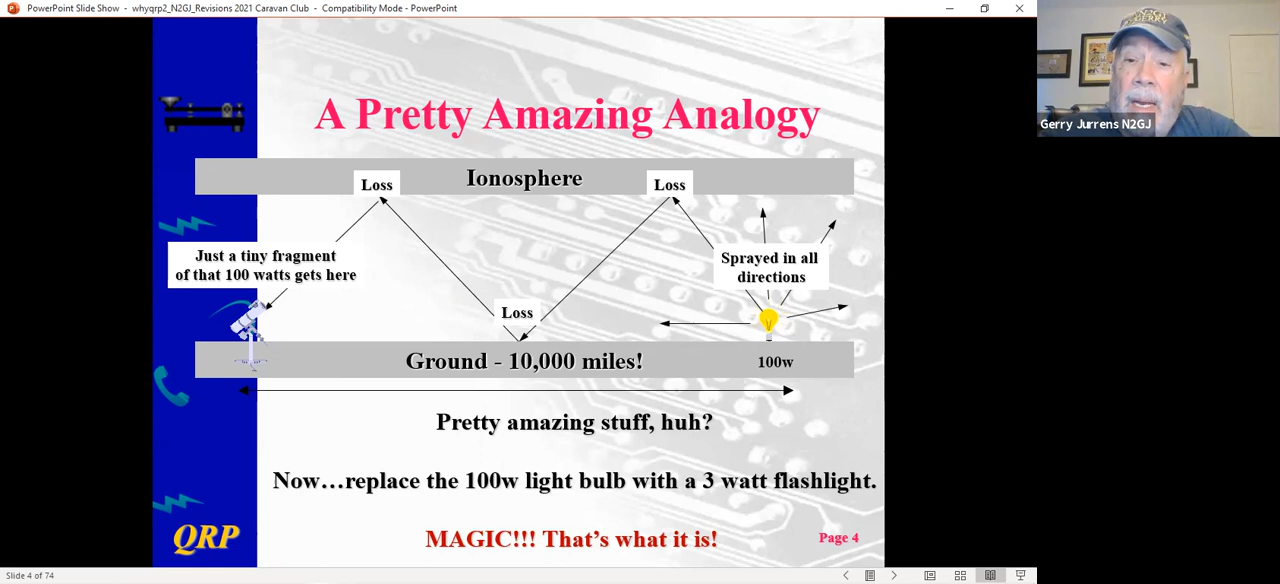 PowerPoint Slide Show - whyqrp2_N2GJ_Revisions 2021 Caravan Club - Compatibility Mode - PowerPoint
A Pretty Amazing Analogy
Loss
Ionosphere
Loss
Just a tiny fragment
of that 100 watts gets here
Sprayed in all
directions
Loss
Ground - 10,000 miles!
100w
Pretty amazing stuff, huh?
Now…replace the 100w light bulb with a 3 watt flashlight.
MAGIC!!! That's what it is!
QRP
Page 4
Slide 4 of 74
Gerry Jurrens N2GJ